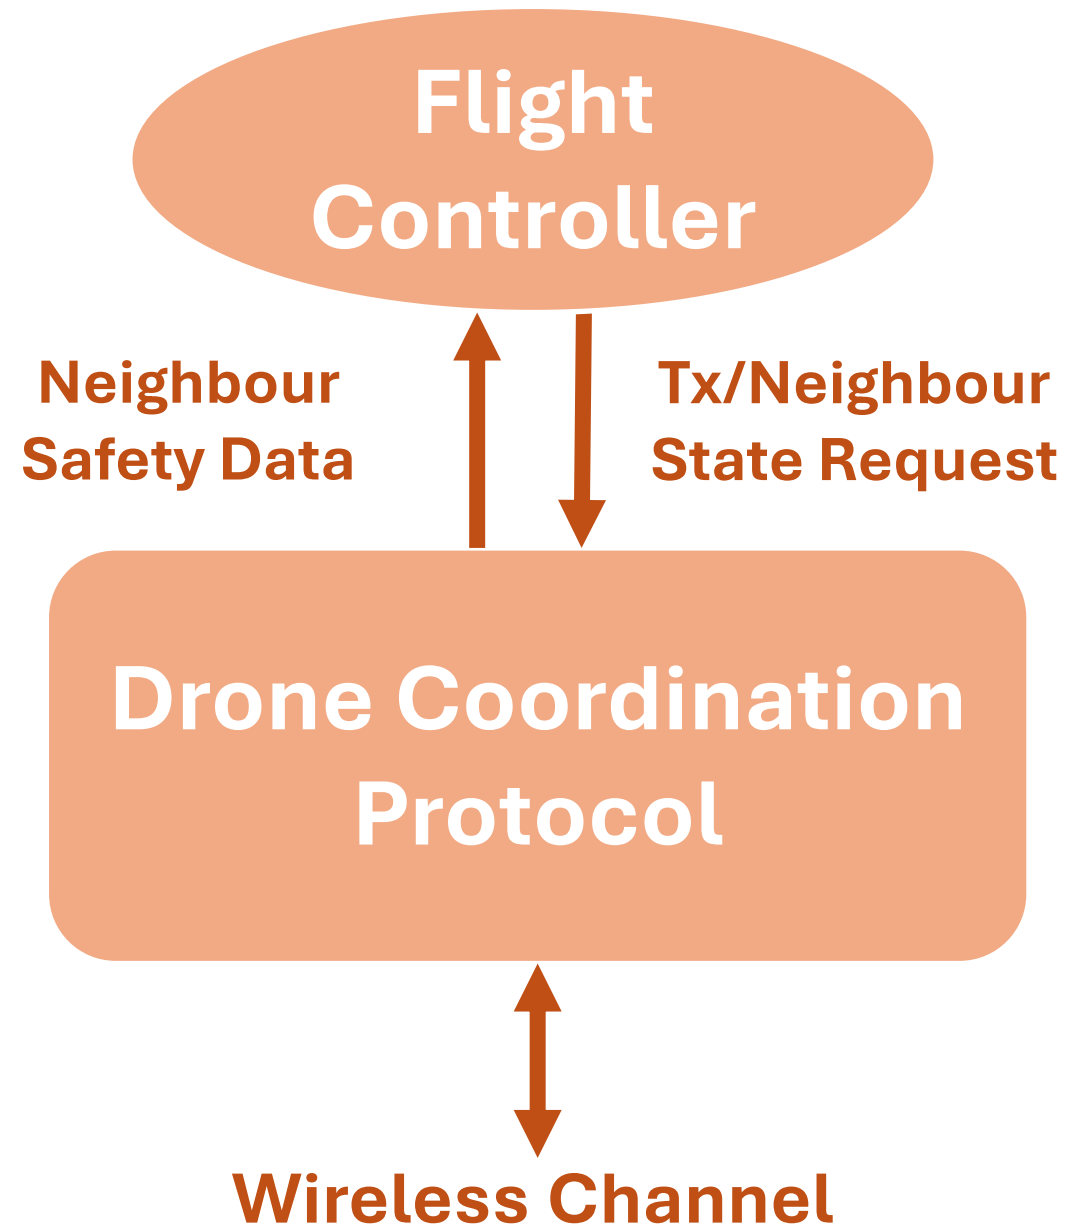 Flight
Controller
Neighbour
Safety Data
Tx/Neighbour
State Request
Drone Coordination
Protocol
Wireless Channel